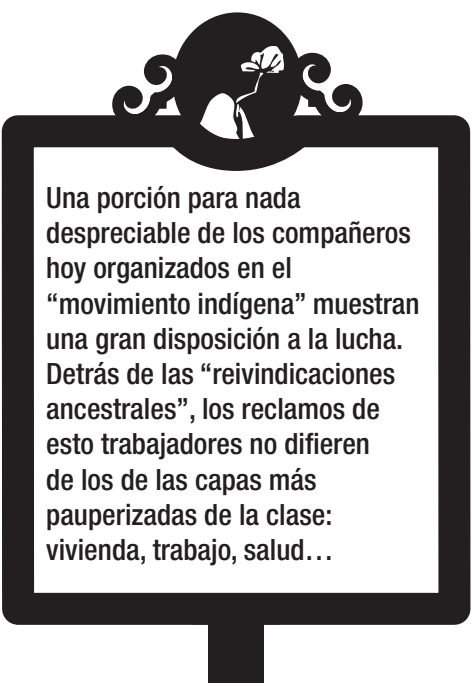 Una porción para nada
despreciable de los compañeros
hoy organizados en el
“movimiento indígena” muestran
una gran disposición a la lucha.
Detrás de las “reivindicaciones
ancestrales”, los reclamos de
esto trabajadores no difieren
de los de las capas más
pauperizadas de la clase:
vivienda, trabajo, salud…